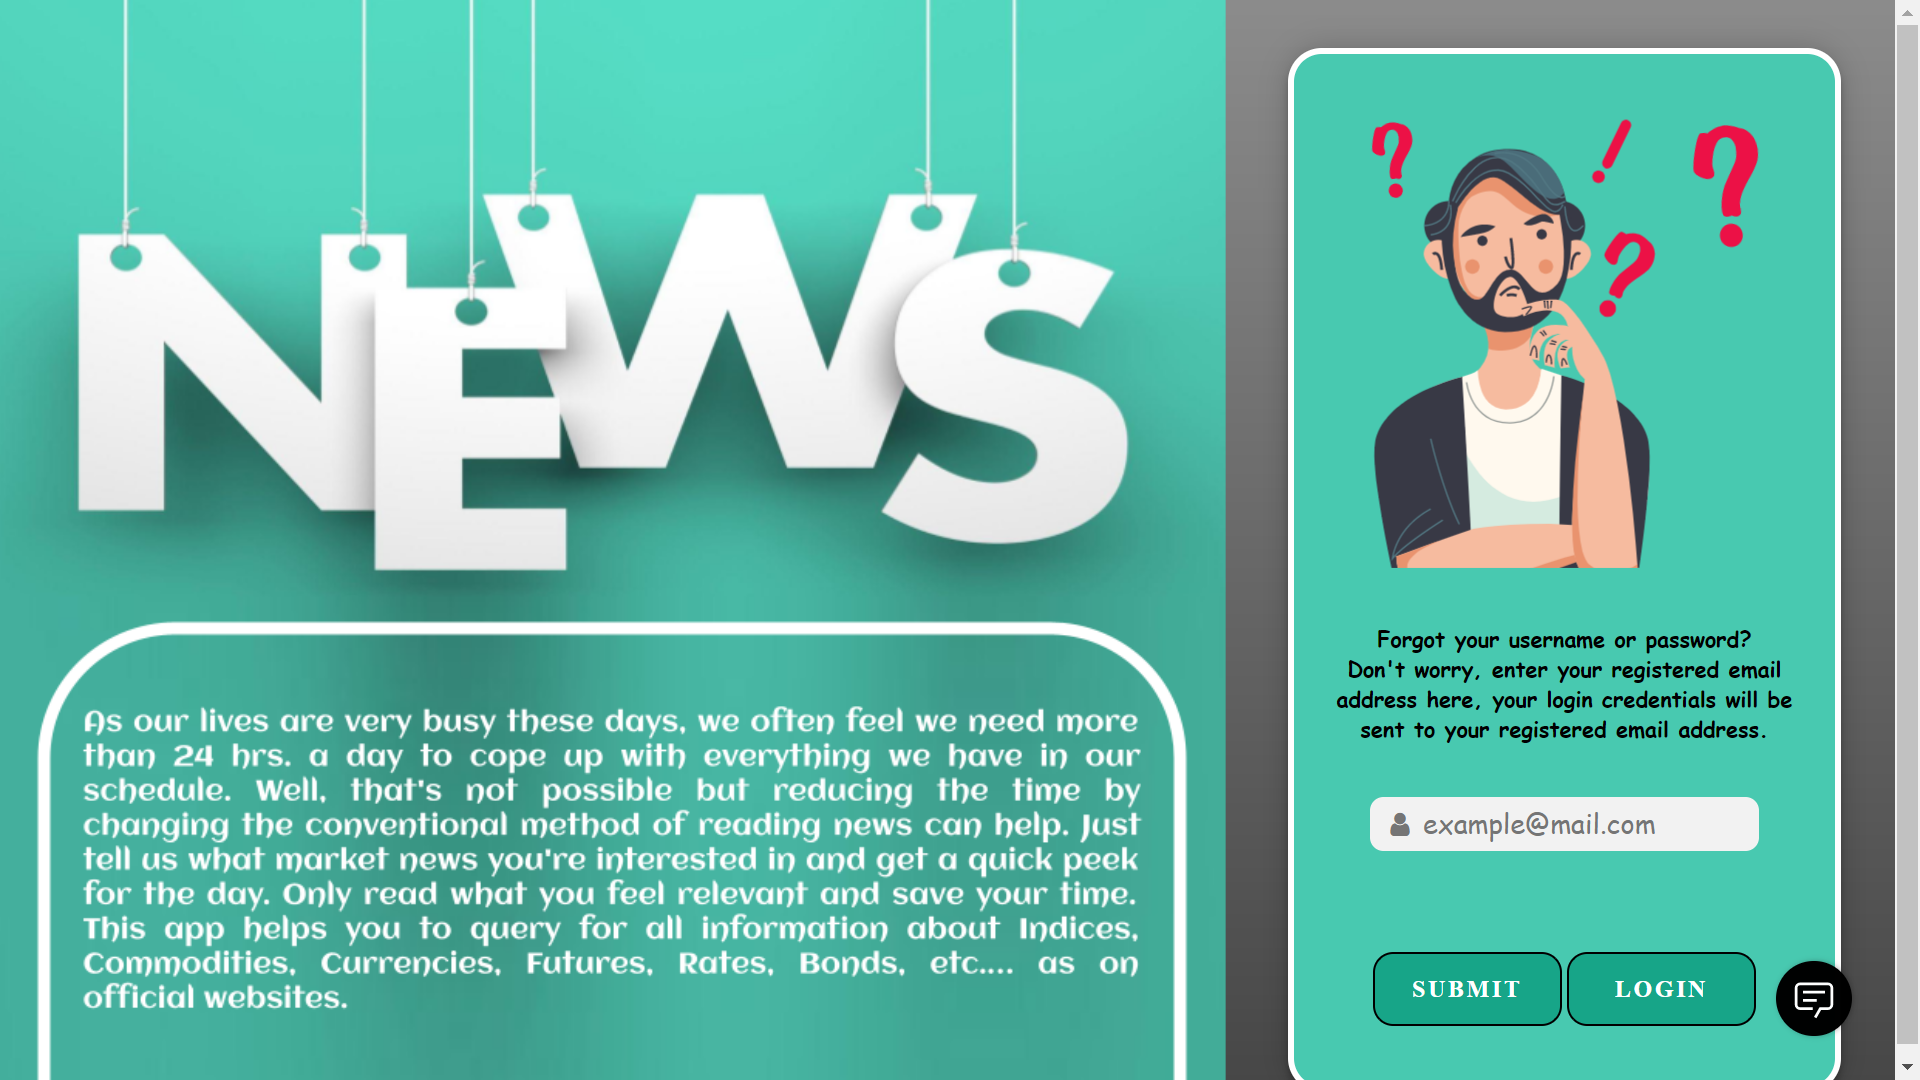 NEWS
As our lives are very busy these days, we often feel we need more
than 24 hrs. a day to cope up with everything we have in our
schedule. Well, that's not possible but reducing the time by
changing the conventional method of reading news can help. Just
tell us what market news you're interested in and get a quick peek
for the day. Only read what you feel relevant and save your time.
This app helps you to query for all information about Indices,
Commodities, Currencies, Futures, Rates, Bonds, etc.... as on
official websites.
? ! ? ?
Forgot your username or password?
Don't worry, enter your registered email
address here, your login credentials will be
sent to your registered email address.
example@mail.com
SUBMIT LOGIN